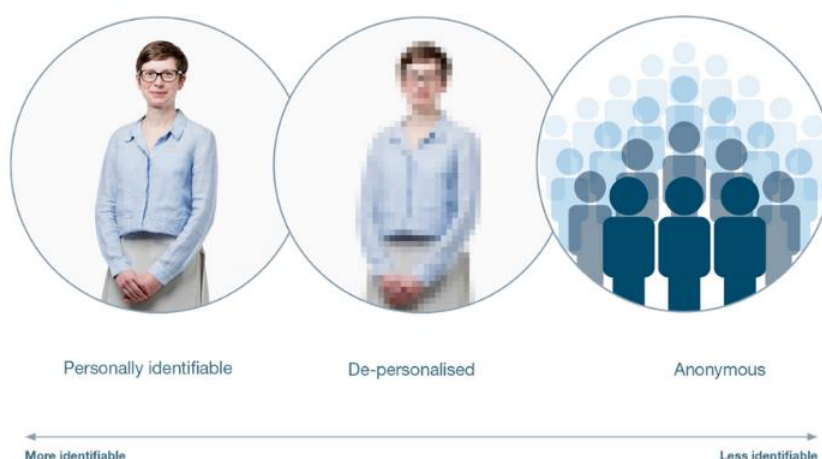 Personally identifiable
De-personalised
Anonymous
More identifiable
Less identifiable